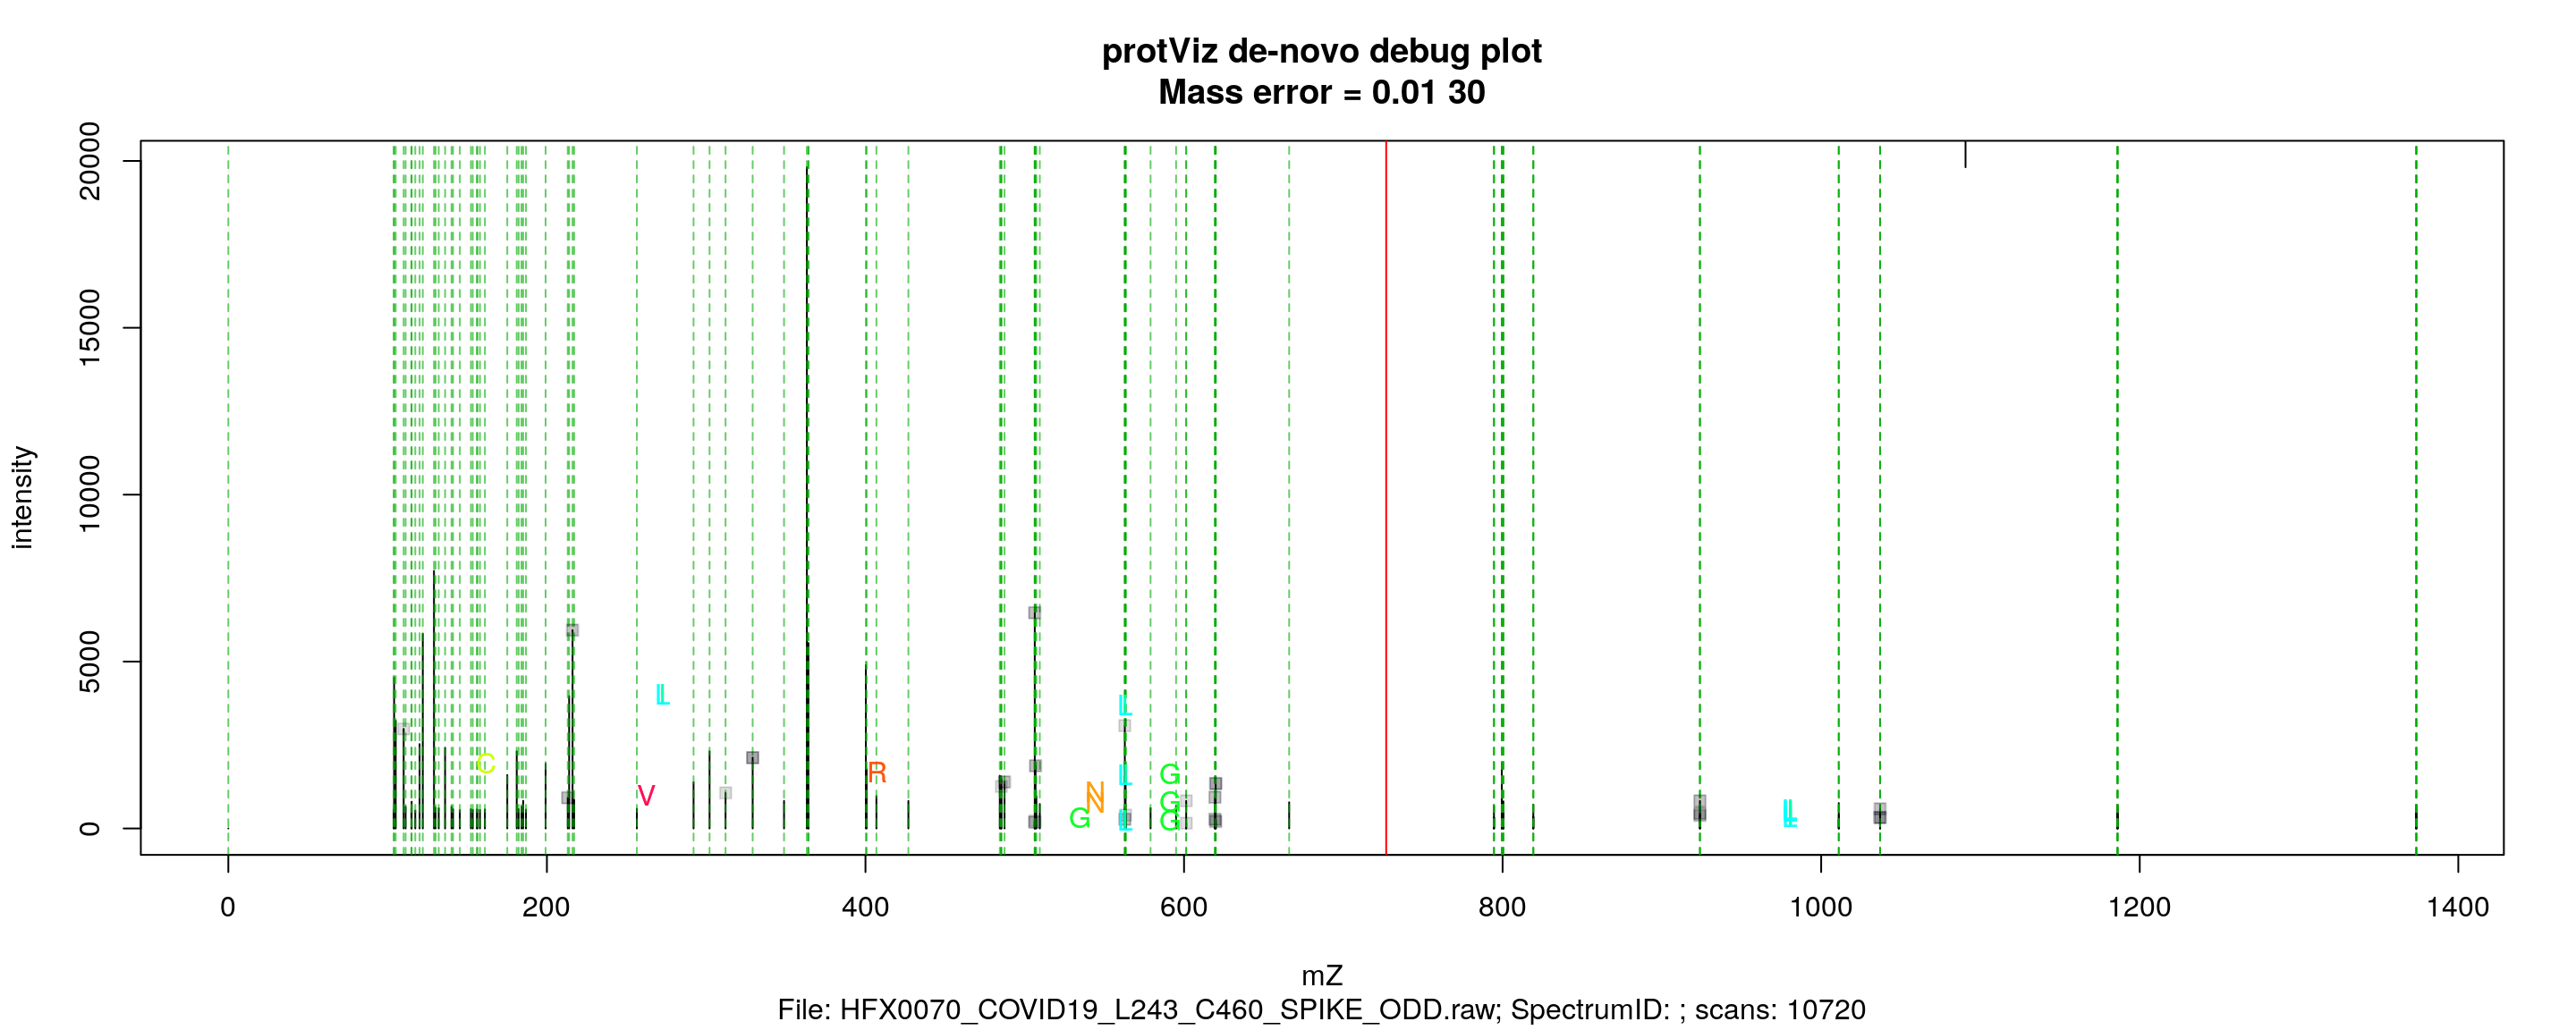 protViz de-novo debug plot
Mass error = 0.01 30
intensity
20000
15000
10000
5000
0
C
V
L
L
R
G
N
N
L
L
L
G
G
G
L
L
0 200 400 600 800 1000 1200 1400
mZ
File: HFX0070_COVID19_L243_C460_SPIKE_ODD.raw; SpectrumID: ; scans: 10720